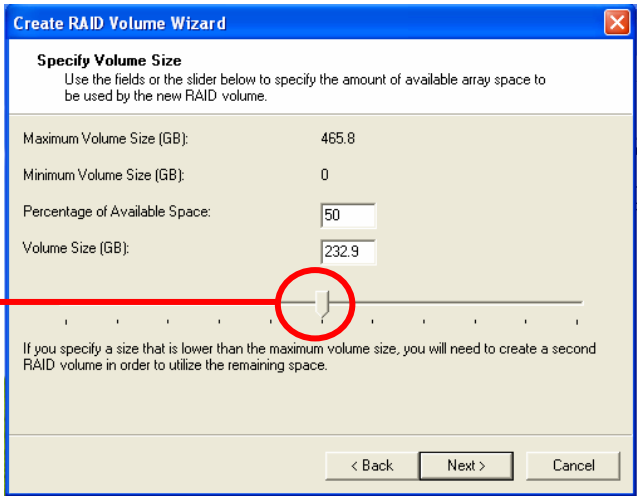 Create RAID Volume Wizard
Specify Volume Size
Use the fields or the slider below to specify the amount of available array space to
be used by the new RAID volume.
Maximum Volume Size (GB): 465.8
Minimum Volume Size (GB): 0
Percentage of Available Space: 50
Volume Size (GB): 232.9
If you specify a size that is lower than the maximum volume size, you will need to create a second
RAID volume in order to utilize the remaining space.
< Back Next > Cancel